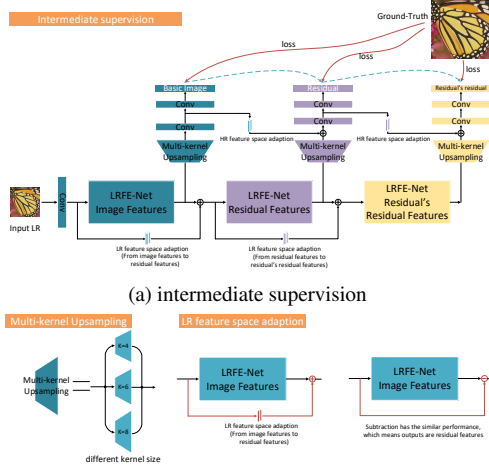 Intermediate supervision
Ground-Truth
loss
loss
loss
Basic Image
Residual
Residual's residual
Conv
Conv
Conv
Conv
Conv
Conv
HR feature space adaption
HR feature space adaption
Multi-kernel
Upsampling
Multi-kernel
Upsampling
Multi-kernel
Upsampling
Input LR
Conv
LRFE-Net
Image Features
LRFE-Net
Residual Features
LRFE-Net
Residual's
Residual Features
LR feature space adaption
(From image features to
residual features)
LR feature space adaption
(From residual features to
residual's residual features)
(a) intermediate supervision
Multi-kernel Upsampling
LR feature space adaption
Multi-kernel
Upsampling
K=4
K=6
K=8
different kernel size
LRFE-Net
Image Features
LR feature space adaption
(From image features to
residual features)
LRFE-Net
Image Features
Subtraction has the similar performance,
which means outputs are residual features